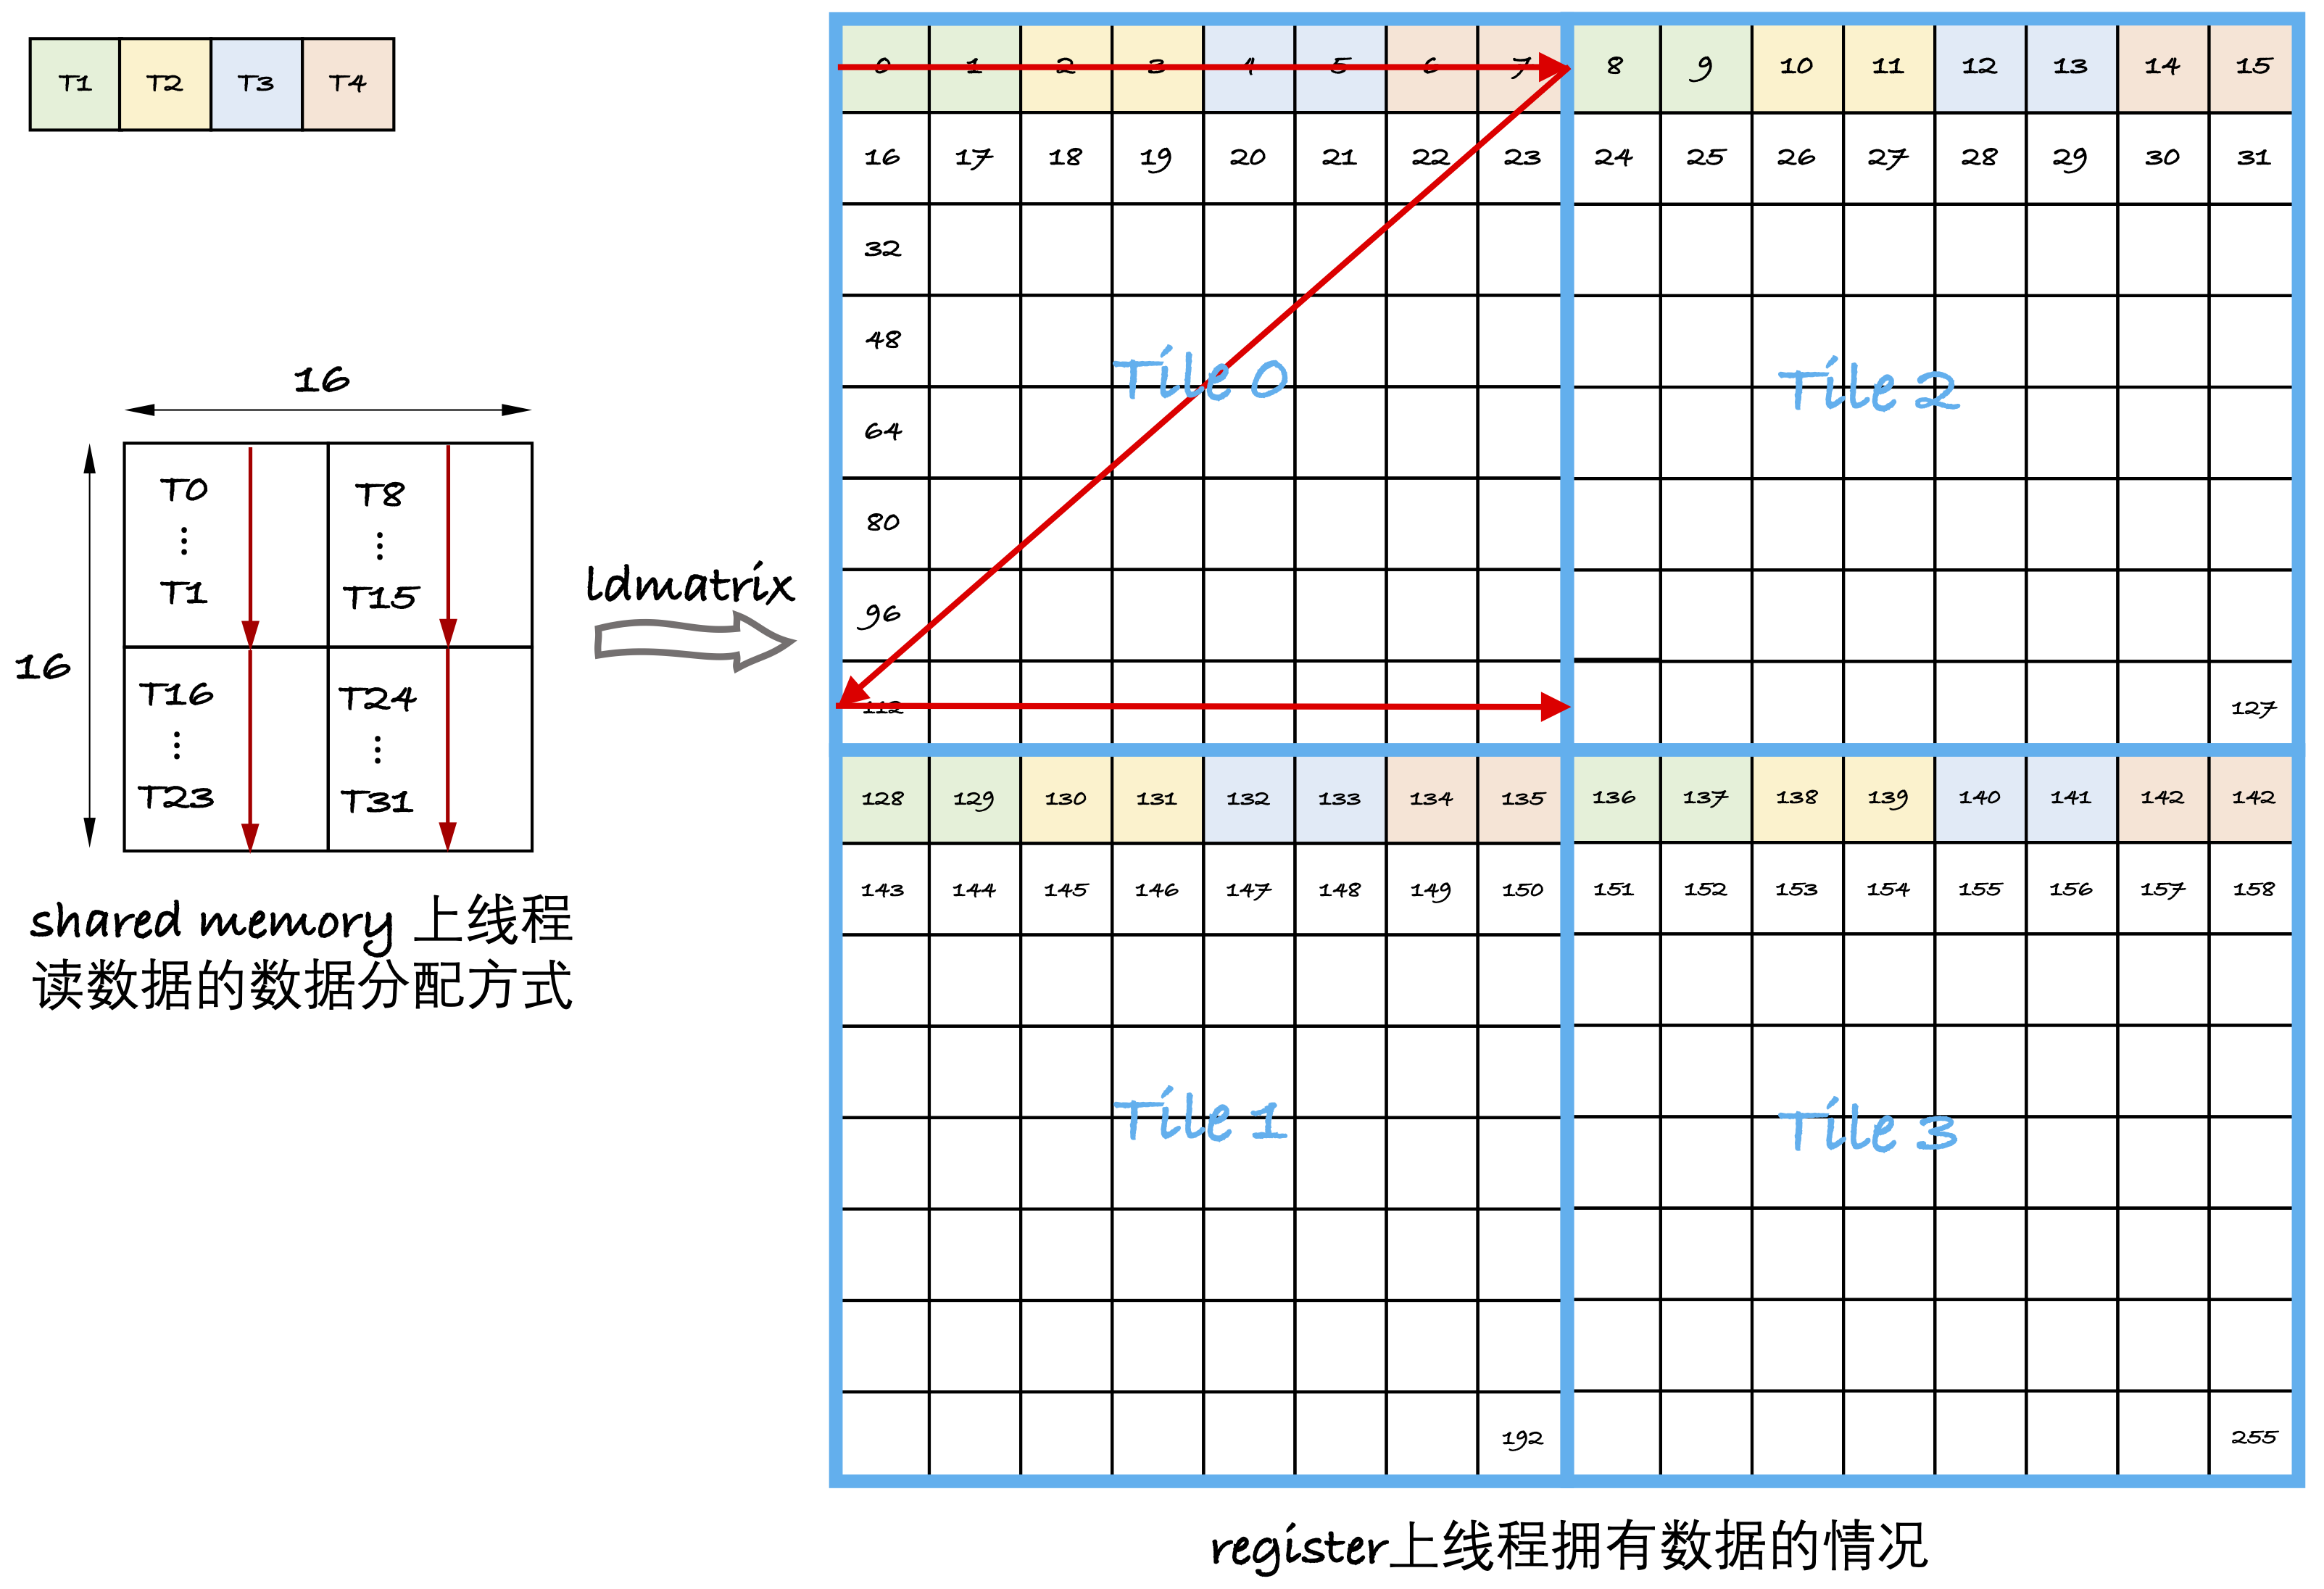 T1 T2 T3 T4
16
16
T0
⋮
T1
T8
⋮
T15
T16
⋮
T23
T24
⋮
T31
shared memory 上线程
读数据的数据分配方式
ldmatrix
0 1 2 3 4 5 6 7 8 9 10 11 12 13 14 15
16 17 18 19 20 21 22 23 24 25 26 27 28 29 30 31
32
48
Tile 0 Tile 2
64
80
96
112 127
128 129 130 131 132 133 134 135 136 137 138 139 140 141 142 142
143 144 145 146 147 148 149 150 151 152 153 154 155 156 157 158
Tile 1 Tile 3
192 255
register上线程拥有数据的情况